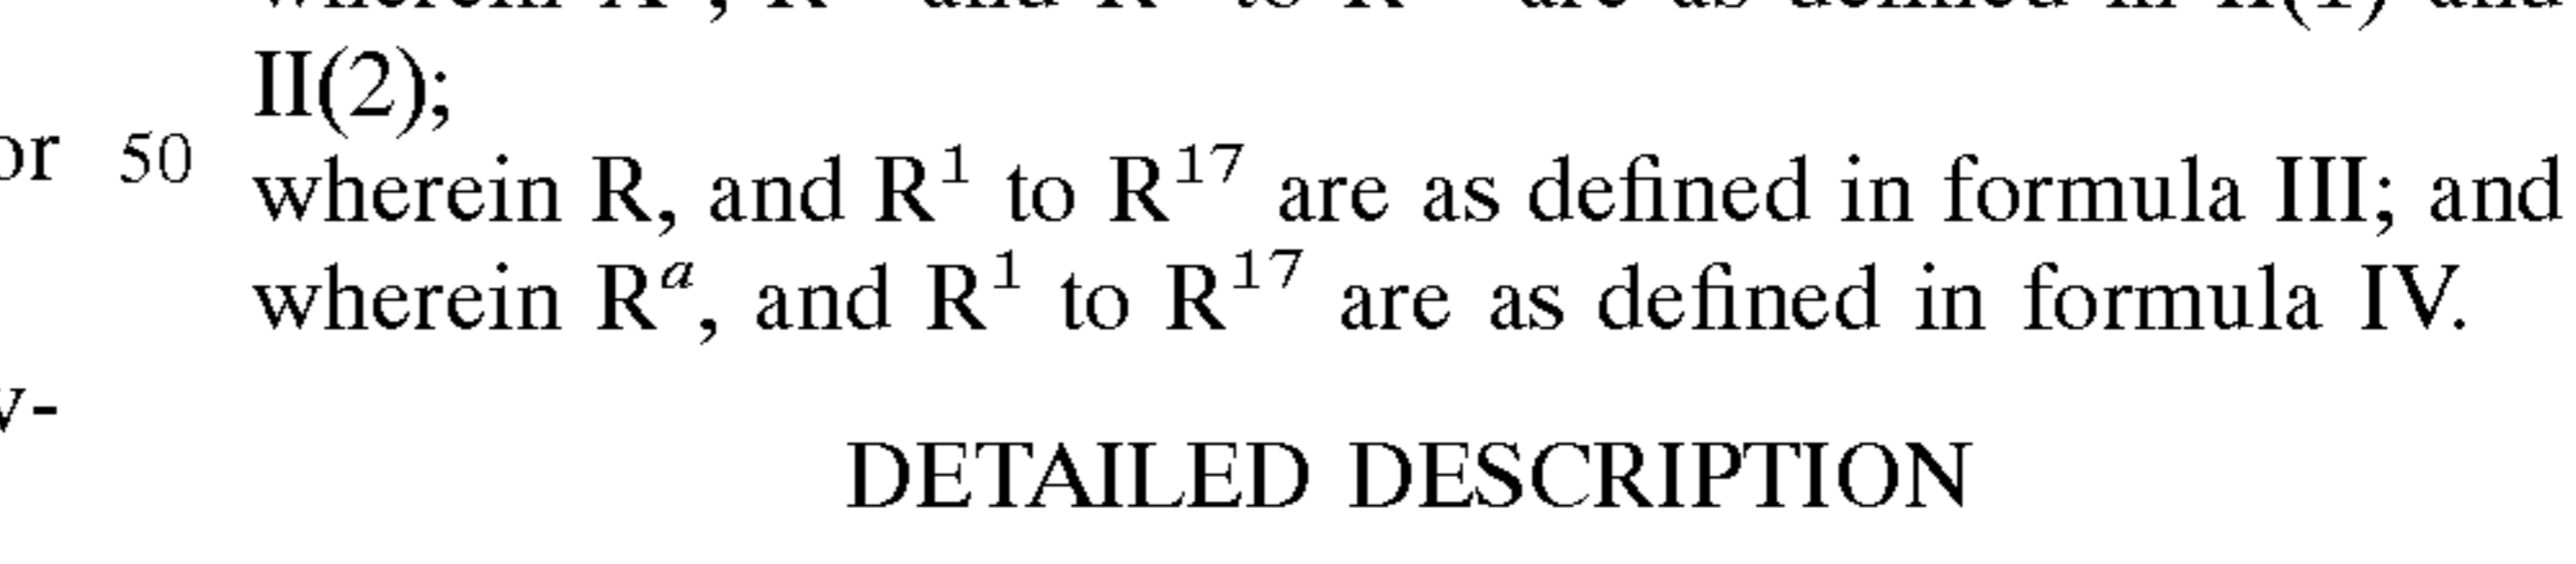 II(2);
or 50
wherein R, and R¹ to R¹⁷ are as defined in formula III; and
wherein Rᵃ, and R¹ to R¹⁷ are as defined in formula IV.
DETAILED DESCRIPTION